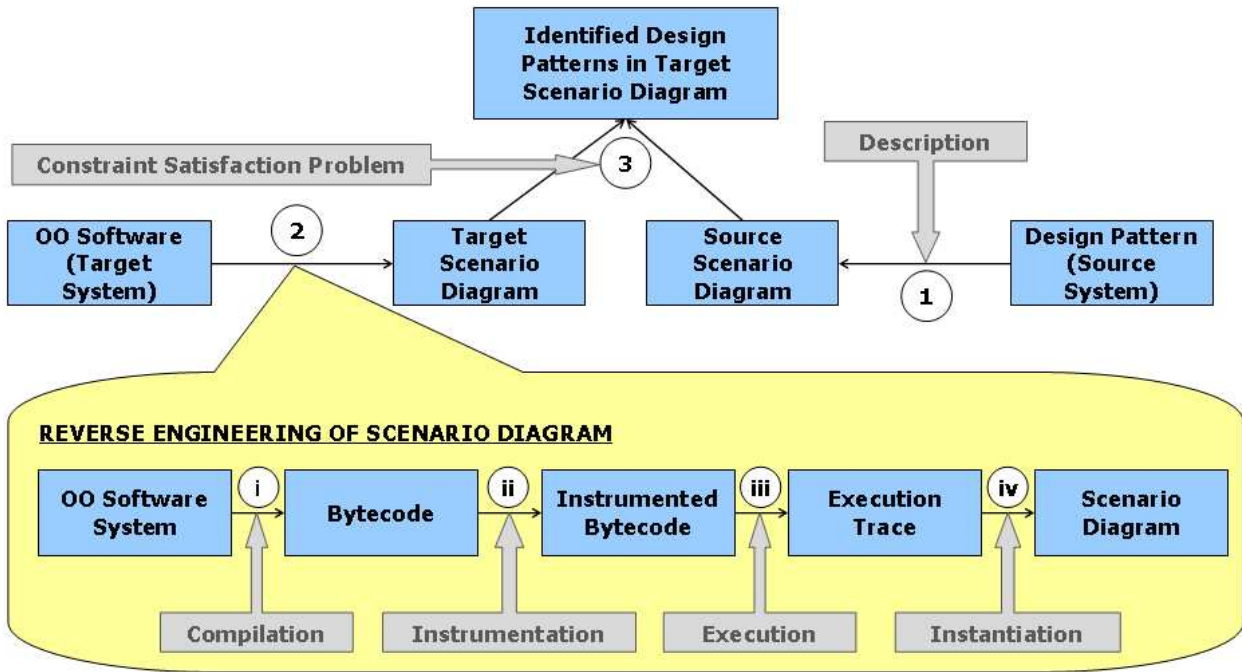 Identified Design
Patterns in Target
Scenario Diagram
Constraint Satisfaction Problem
3
Description
OO Software
(Target
System)
2
Target
Scenario
Diagram
Source
Scenario
Diagram
1
Design Pattern
(Source
System)
REVERSE ENGINEERING OF SCENARIO DIAGRAM
OO Software
System
i
Bytecode
ii
Instrumented
Bytecode
iii
Execution
Trace
iv
Scenario
Diagram
Compilation
Instrumentation
Execution
Instantiation